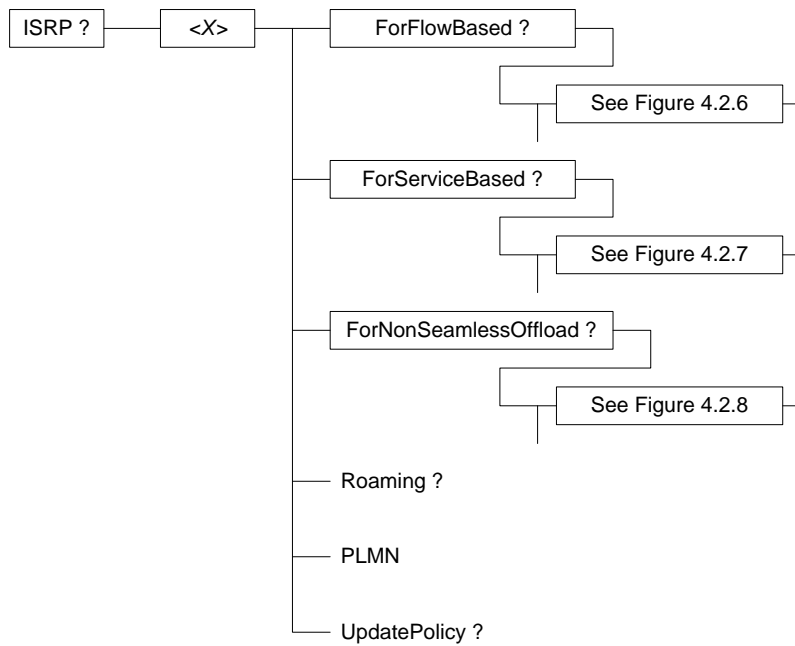 ISRP ?
<X>
ForFlowBased ?
See Figure 4.2.6
ForServiceBased ?
See Figure 4.2.7
ForNonSeamlessOffload ?
See Figure 4.2.8
Roaming ?
PLMN
UpdatePolicy ?